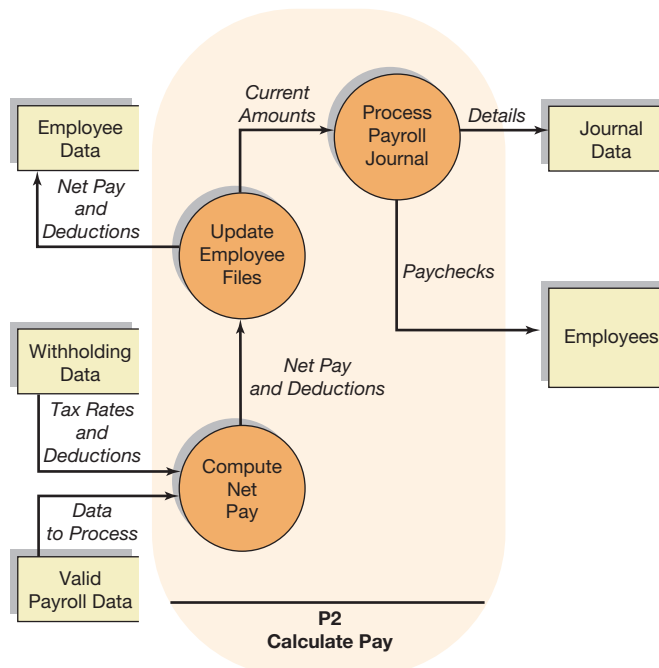 Current
Amounts
Process
Payroll
Journal
Details
Employee
Data
Journal
Data
Net Pay
and
Deductions
Update
Employee
Files
Paychecks
Employees
Withholding
Data
Net Pay
and Deductions
Tax Rates
and
Deductions
Compute
Net
Pay
Data
to Process
Valid
Payroll Data
P2
Calculate Pay